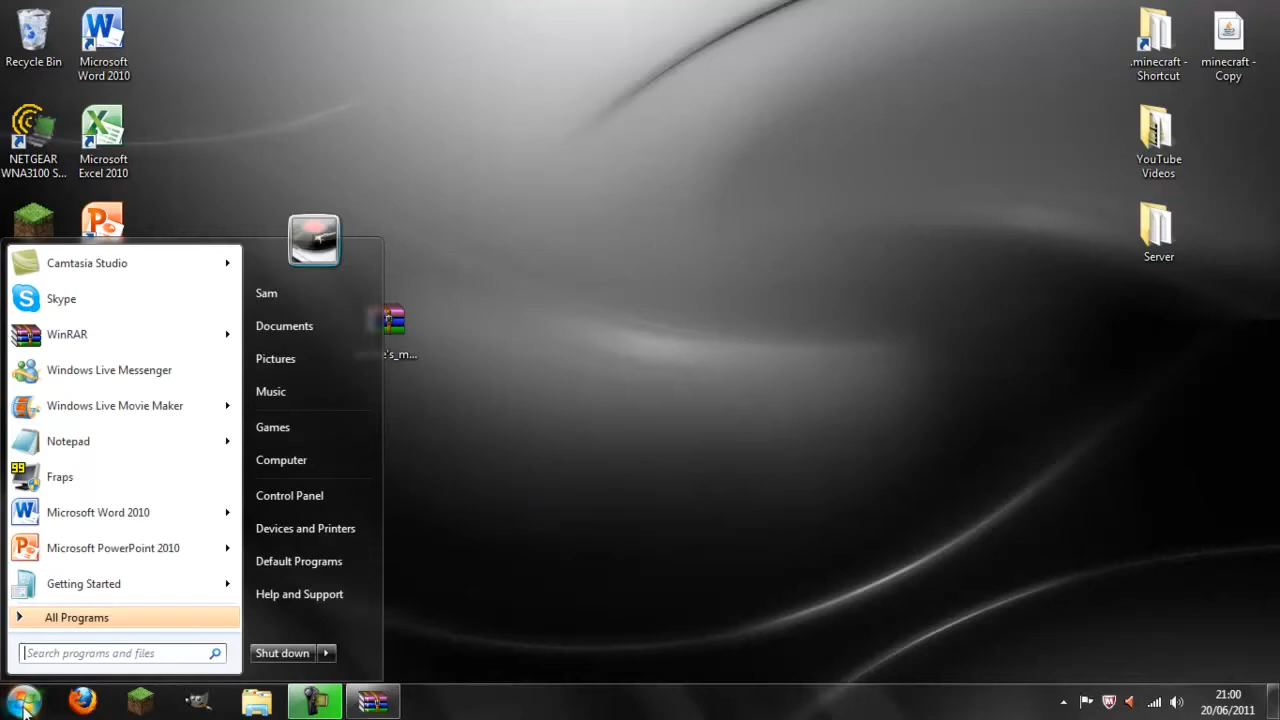 Recycle Bin
Microsoft
Word 2010
NETGEAR
WNA3100 S...
Microsoft
Excel 2010
.minecraft -
Shortcut
minecraft -
Copy
YouTube
Videos
Server
e's_m...
Camtasia Studio
Skype
WinRAR
Windows Live Messenger
Windows Live Movie Maker
Notepad
99
Fraps
Microsoft Word 2010
Microsoft PowerPoint 2010
Getting Started
All Programs
Search programs and files
Sam
Documents
Pictures
Music
Games
Computer
Control Panel
Devices and Printers
Default Programs
Help and Support
Shut down
21:00
20/06/2011